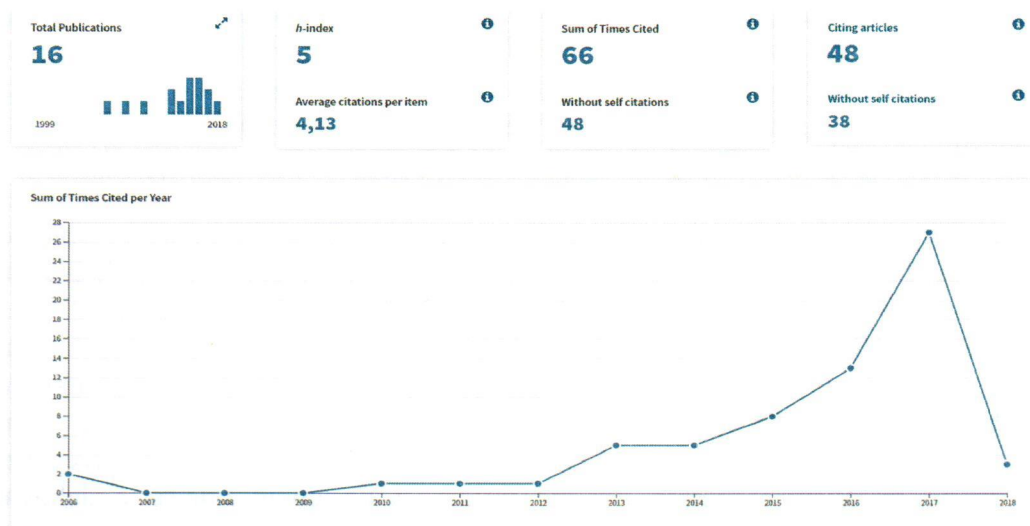 Total Publications
16
1999 2018
h-index
5
Average citations per item
4,13
Sum of Times Cited
66
Without self citations
48
Citing articles
48
Without self citations
38
Sum of Times Cited per Year
28
26
24
22
20
18
16
14
12
10
8
6
4
2
0
2006 2007 2008 2009 2010 2011 2012 2013 2014 2015 2016 2017 2018